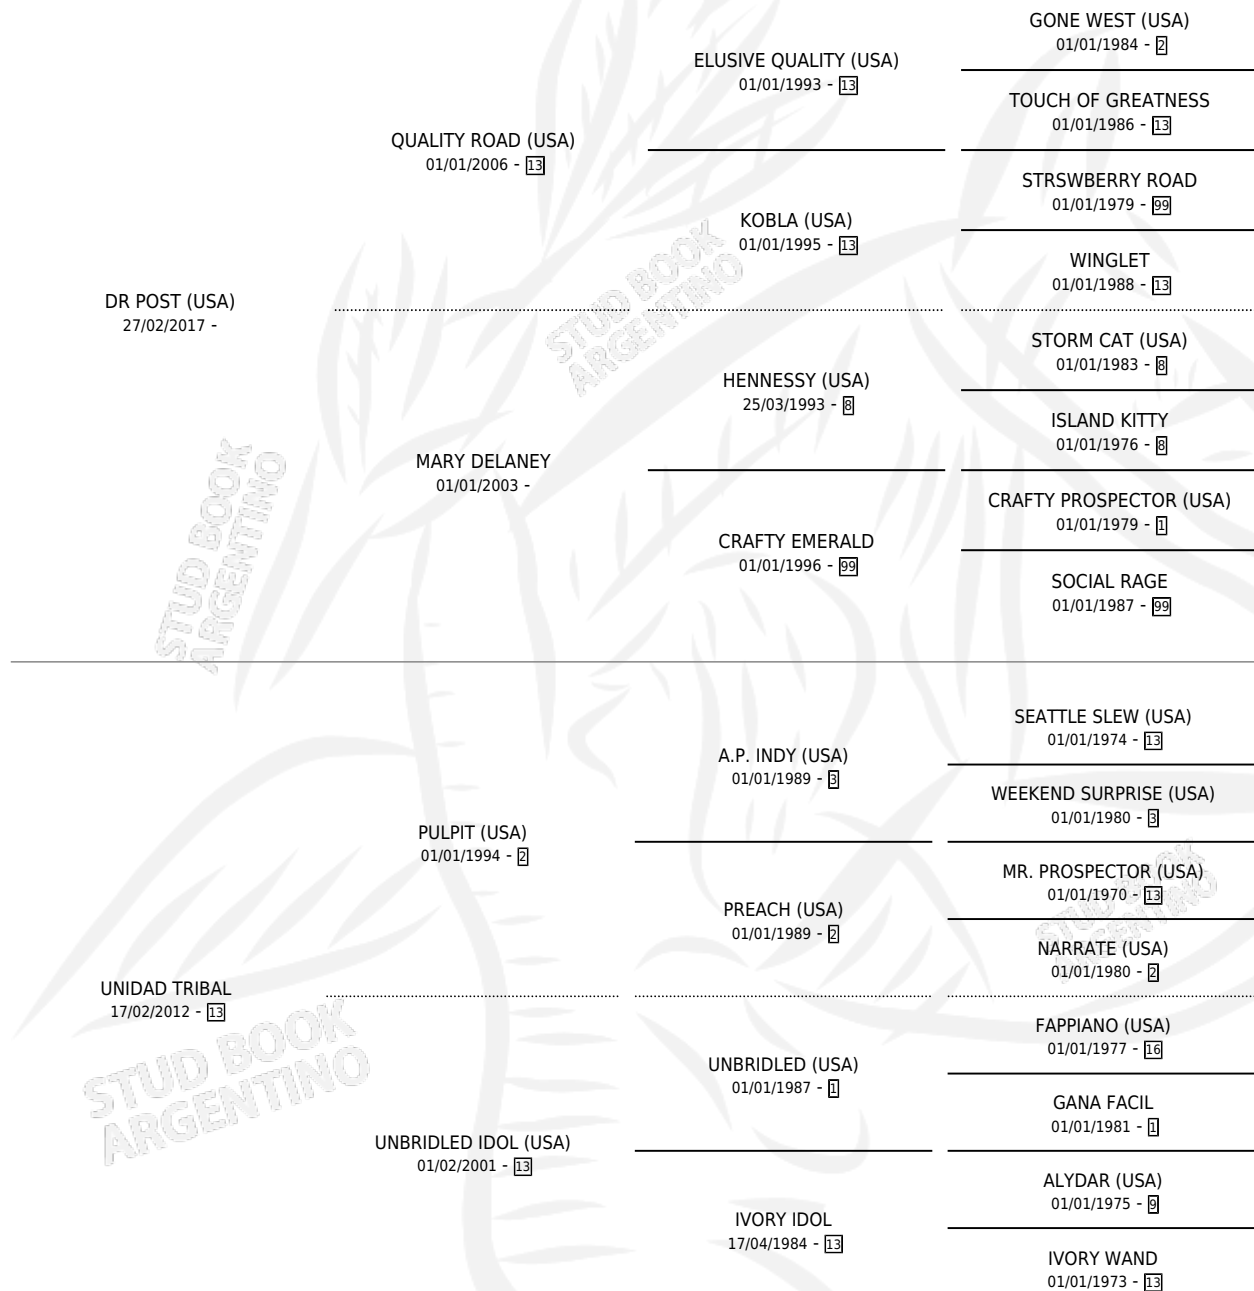 GONE WEST (USA)
01/01/1984 - 2
ELUSIVE QUALITY (USA)
01/01/1993 - 13
TOUCH OF GREATNESS
01/01/1986 - 13
QUALITY ROAD (USA)
01/01/2006 - 13
STRSWBERRY ROAD
01/01/1979 - 99
KOBLA (USA)
01/01/1995 - 13
WINGLET
01/01/1988 - 13
DR POST (USA)
27/02/2017 -
STORM CAT (USA)
01/01/1983 - 8
HENNESSY (USA)
25/03/1993 - 8
ISLAND KITTY
01/01/1976 - 8
MARY DELANEY
01/01/2003 -
CRAFTY PROSPECTOR (USA)
01/01/1979 - 1
CRAFTY EMERALD
01/01/1996 - 99
SOCIAL RAGE
01/01/1987 - 99
SEATTLE SLEW (USA)
01/01/1974 - 13
A.P. INDY (USA)
01/01/1989 - 3
WEEKEND SURPRISE (USA)
01/01/1980 - 3
PULPIT (USA)
01/01/1994 - 2
MR. PROSPECTOR (USA)
01/01/1970 - 13
PREACH (USA)
01/01/1989 - 2
NARRATE (USA)
01/01/1980 - 2
UNIDAD TRIBAL
17/02/2012 - 13
FAPPIANO (USA)
01/01/1977 - 16
UNBRIDLED (USA)
01/01/1987 - 1
GANA FACIL
01/01/1981 - 1
UNBRIDLED IDOL (USA)
01/02/2001 - 13
ALYDAR (USA)
01/01/1975 - 9
IVORY IDOL
17/04/1984 - 13
IVORY WAND
01/01/1973 - 13
STUD BOOK
ARGENTINO
STUD BOOK
ARGENTINO
STUD BOOK
ARGENTINO
STUD BOOK
ARGENTINO